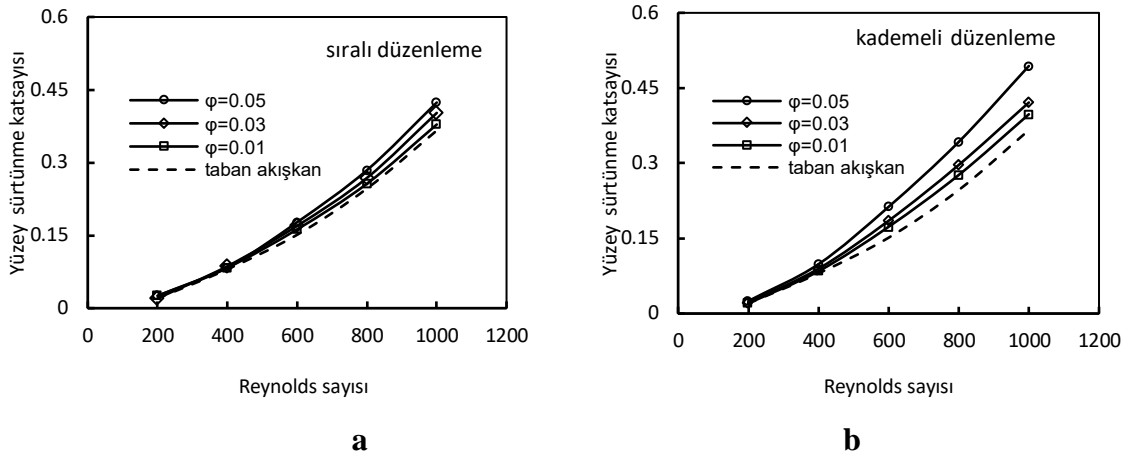 0.6
0.45
0.3
0.15
0
Yüzey sürtünme katsayısı
sıralı düzenleme
φ=0.05
φ=0.03
φ=0.01
taban akışkan
0 200 400 600 800 1000 1200
Reynolds sayısı
a
0.6
0.45
0.3
0.15
0
Yüzey sürtünme katsayısı
kademeli düzenleme
φ=0.05
φ=0.03
φ=0.01
taban akışkan
0 200 400 600 800 1000 1200
Reynolds sayısı
b